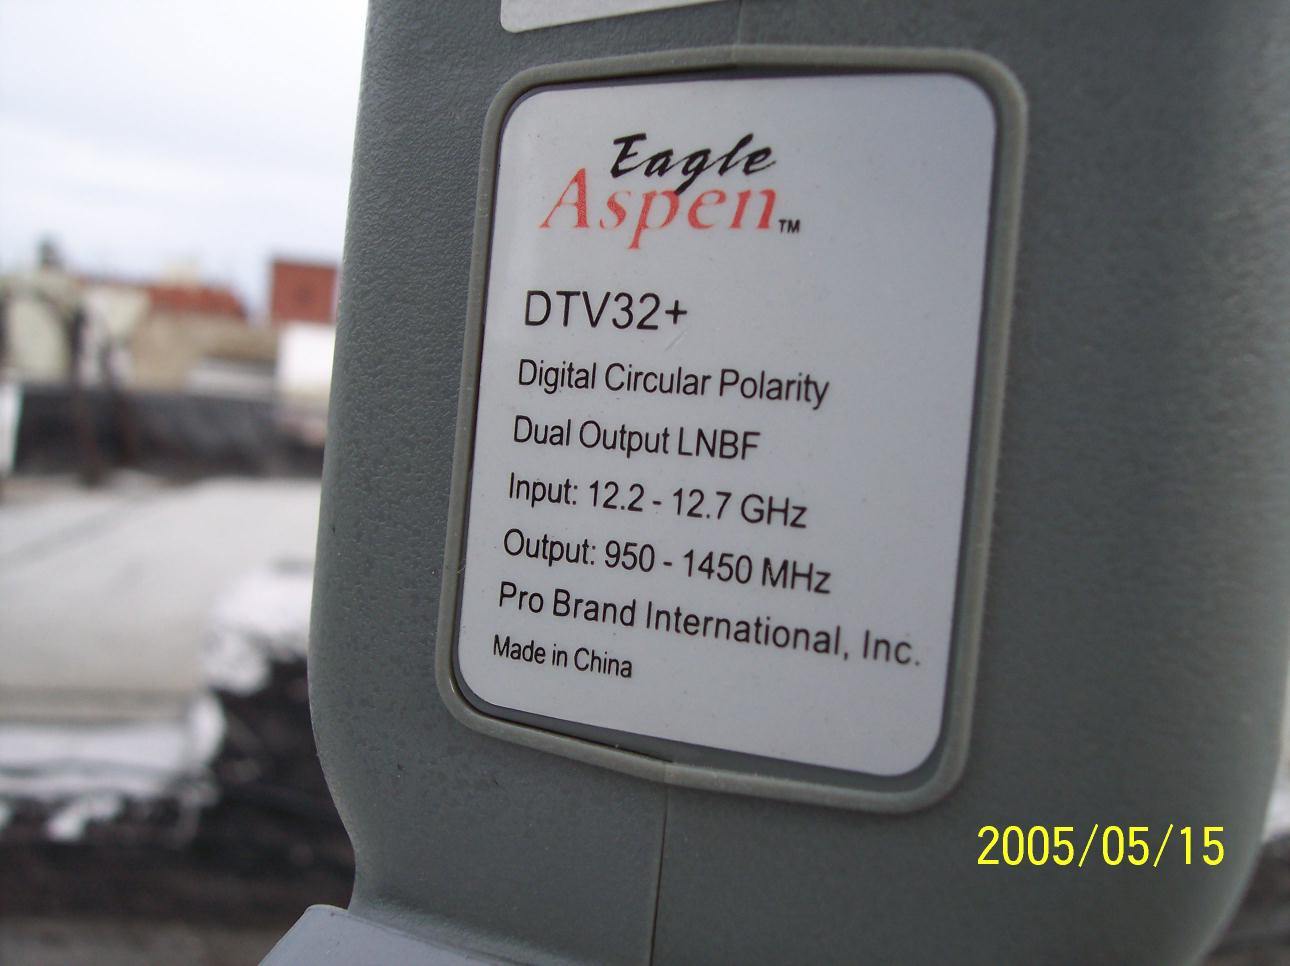 Eagle
Aspen™
DTV32+
Digital Circular Polarity
Dual Output LNBF
Input: 12.2 - 12.7 GHz
Output: 950 - 1450 MHz
Pro Brand International, Inc.
Made in China
2005/05/15